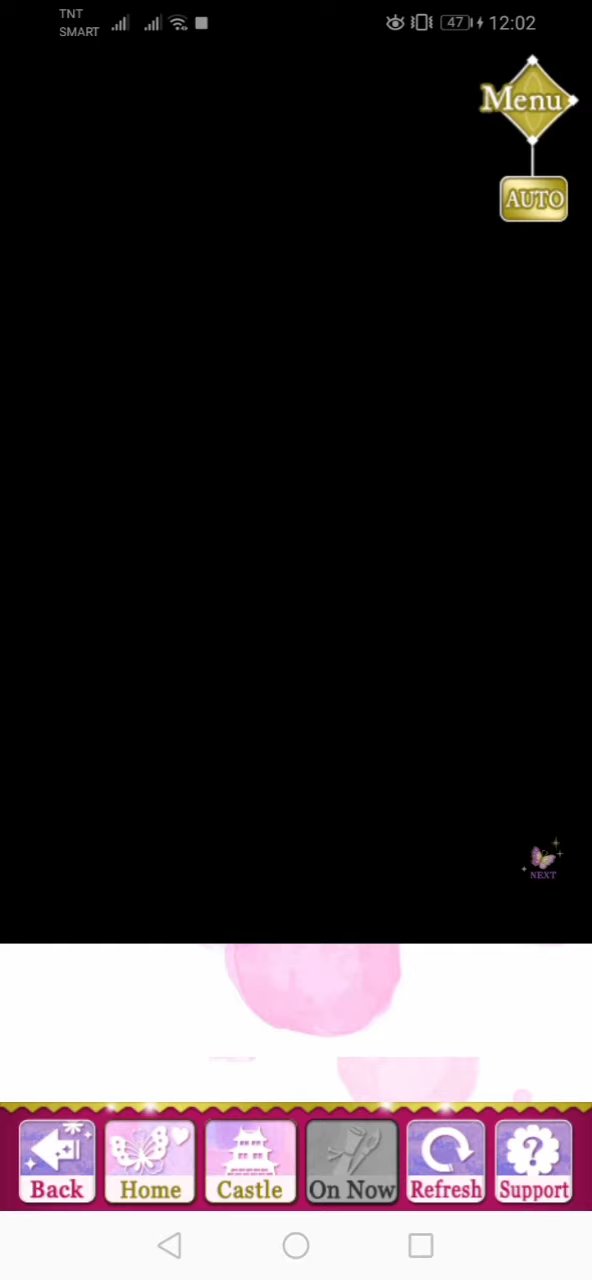 TNT
SMART
47
12:02
Menu
AUTO
NEXT
Back
Home
Castle
On Now
Refresh
Support